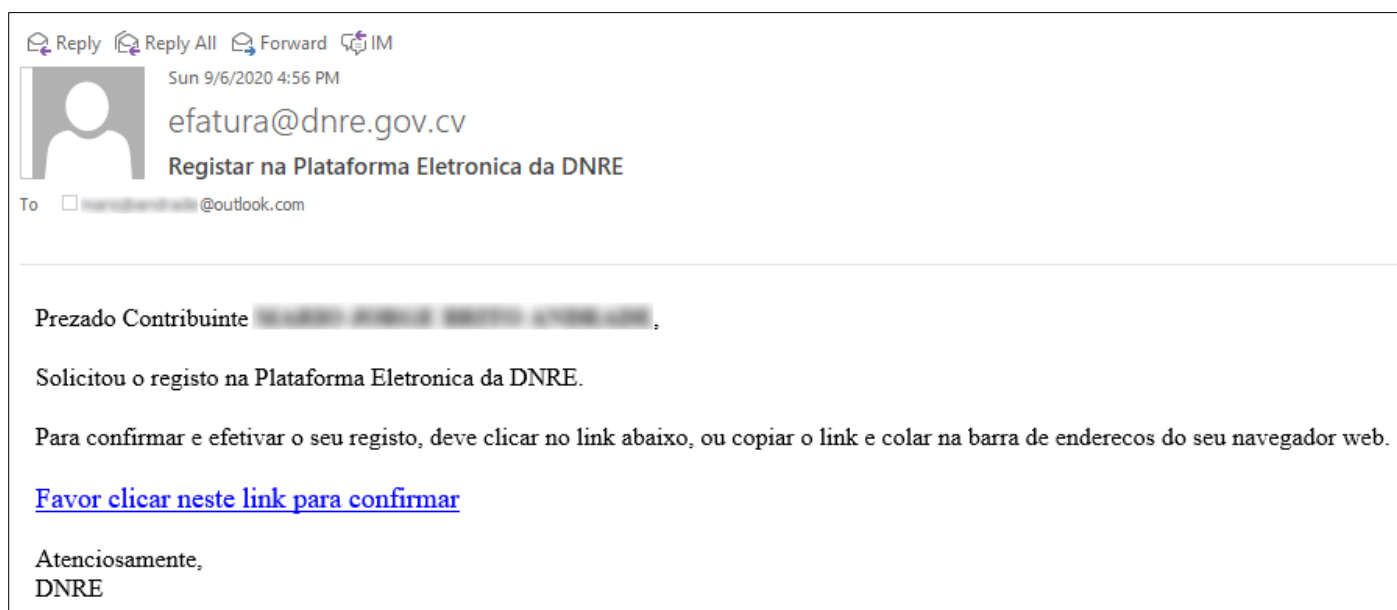 Reply Reply All Forward IM
Sun 9/6/2020 4:56 PM
efatura@dnre.gov.cv
Registar na Plataforma Eletronica da DNRE
To @outlook.com
Prezado Contribuinte ,
Solicitou o registo na Plataforma Eletronica da DNRE.
Para confirmar e efetivar o seu registo, deve clicar no link abaixo, ou copiar o link e colar na barra de enderecos do seu navegador web.
Favor clicar neste link para confirmar
Atenciosamente,
DNRE